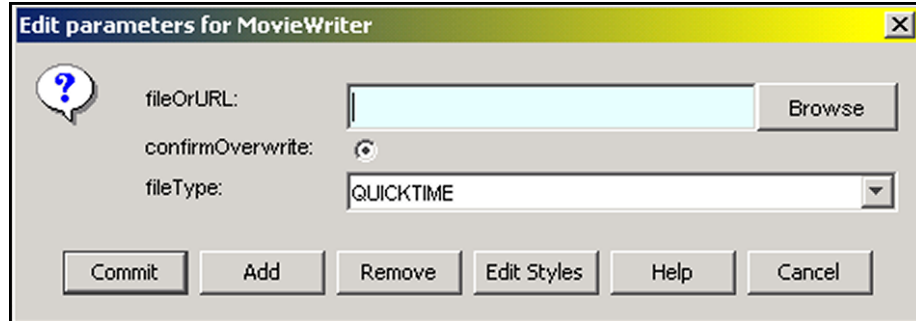 Edit parameters for MovieWriter
?
fileOrURL:
Browse
confirmOverwrite:
fileType:
QUICKTIME
Commit Add Remove Edit Styles Help Cancel